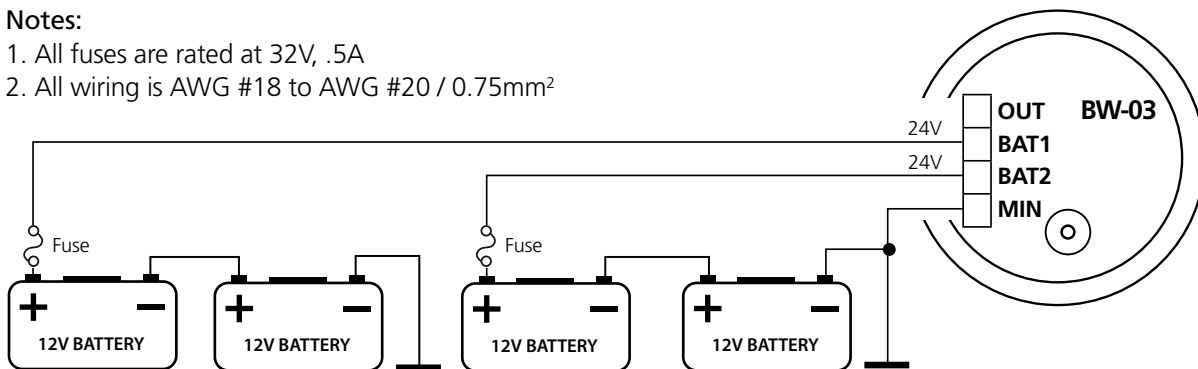 Notes:
1. All fuses are rated at 32V, .5A
2. All wiring is AWG #18 to AWG #20 / 0.75mm²
OUT BW-03
24V BAT1
24V BAT2
MIN
Fuse Fuse
+ − + − + − + −
12V BATTERY 12V BATTERY 12V BATTERY 12V BATTERY